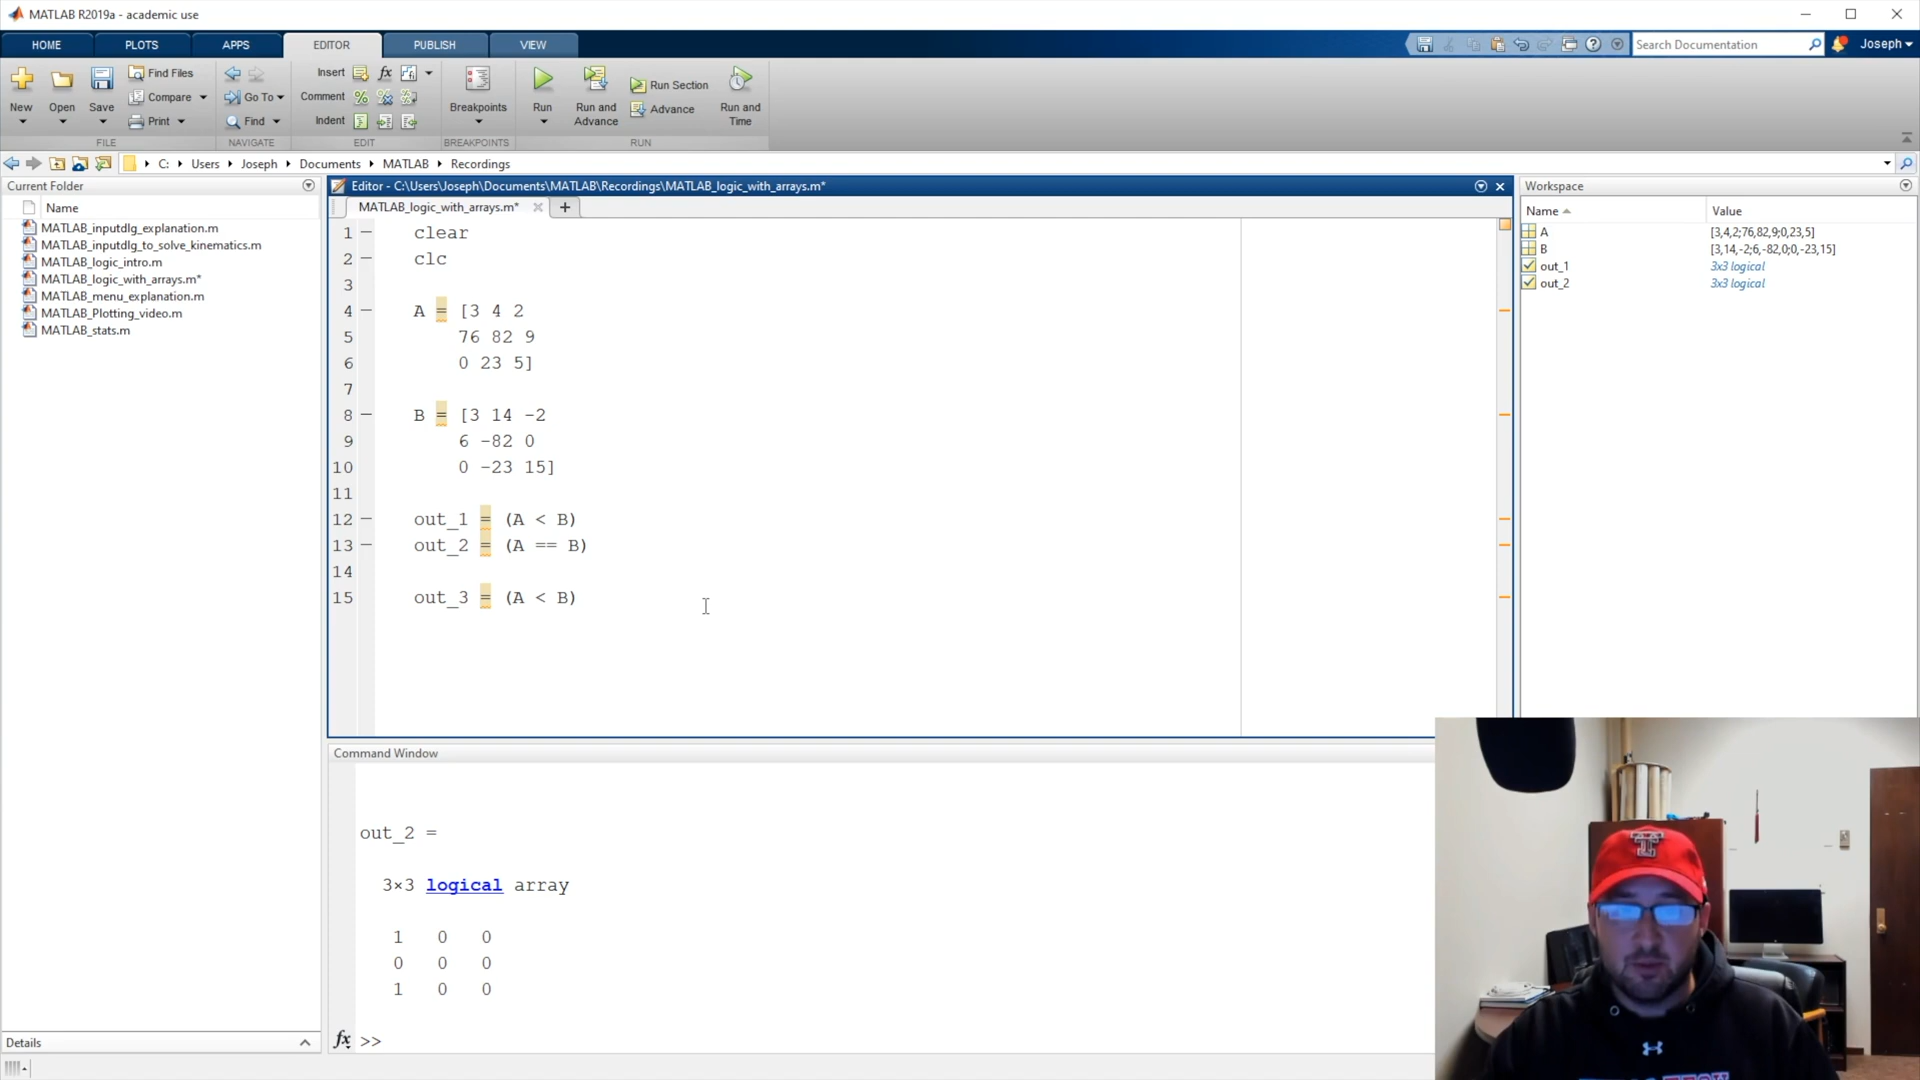 MATLAB R2019a - academic use
HOME PLOTS APPS EDITOR PUBLISH VIEW
Search Documentation
Joseph
New Open Save Find Files Compare Print
Go To Find
Insert fx
Comment
Indent
Breakpoints
Run Run and Advance Run Section Advance Run and Time
FILE NAVIGATE EDIT BREAKPOINTS RUN
C: Users Joseph Documents MATLAB Recordings
Current Folder
Name
MATLAB_inputdlg_explanation.m
MATLAB_inputdlg_to_solve_kinematics.m
MATLAB_logic_intro.m
MATLAB_logic_with_arrays.m*
MATLAB_menu_explanation.m
MATLAB_Plotting_video.m
MATLAB_stats.m
Details
Editor - C:\Users\Joseph\Documents\MATLAB\Recordings\MATLAB_logic_with_arrays.m*
MATLAB_logic_with_arrays.m*
1 clear
2 clc
3
4 A = [3 4 2
5 76 82 9
6 0 23 5]
7
8 B = [3 14 -2
9 6 -82 0
10 0 -23 15]
11
12 out_1 = (A < B)
13 out_2 = (A == B)
14
15 out_3 = (A < B)
Command Window
out_2 =
3×3 logical array
1 0 0
0 0 0
1 0 0
fx >>
Workspace
Name Value
A [3,4,2;76,82,9;0,23,5]
B [3,14,-2;6,-82,0;0,-23,15]
out_1 3x3 logical
out_2 3x3 logical